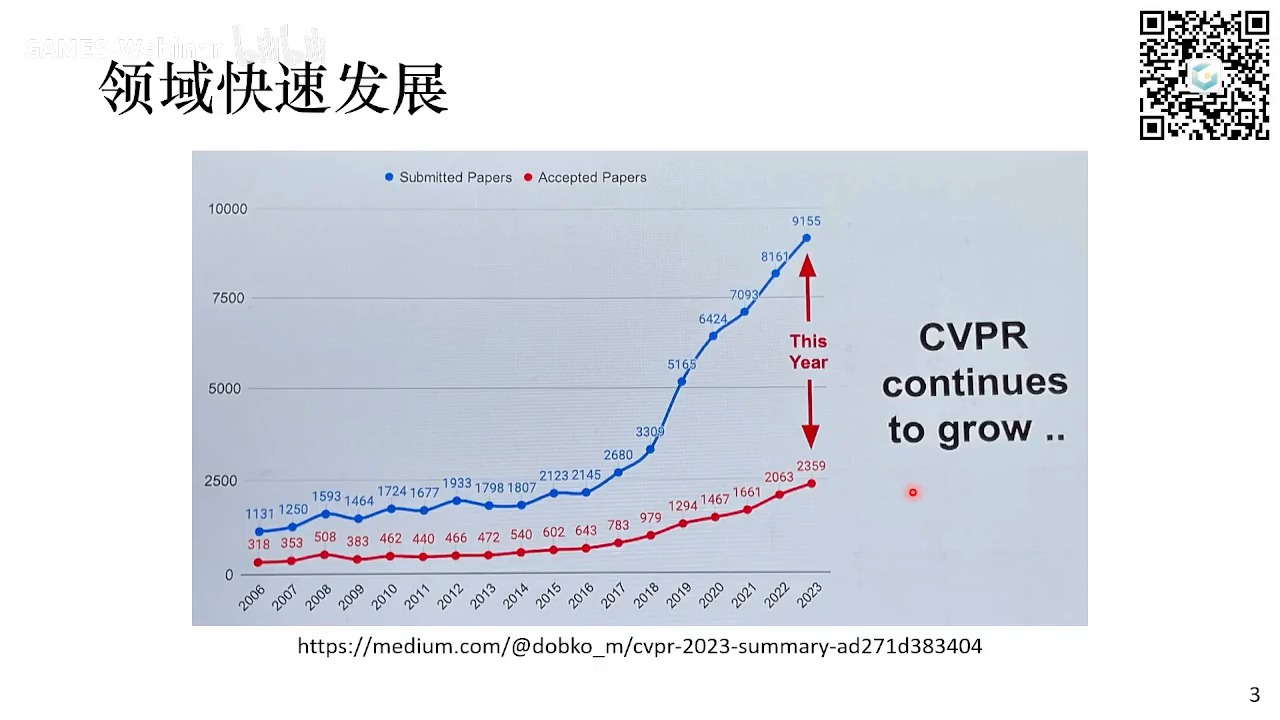 GAMES-Webinar bilibili
领域快速发展
Submitted Papers Accepted Papers
10000
7500
5000
2500
0
1131 1250 1593 1464 1724 1677 1933 1798 1807 2123 2145 2680 3309 5165 6424 7093 8161 9155
318 353 508 383 462 440 466 472 540 602 643 783 979 1294 1467 1661 2063 2359
This
Year
2006 2007 2008 2009 2010 2011 2012 2013 2014 2015 2016 2017 2018 2019 2020 2021 2022 2023
CVPR
continues
to grow ..
https://medium.com/@dobko_m/cvpr-2023-summary-ad271d383404
3